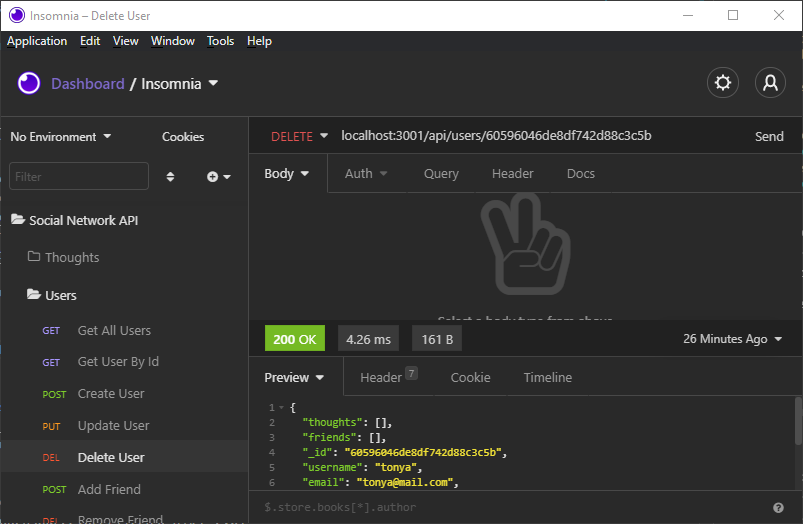 Insomnia – Delete User
Application Edit View Window Tools Help
Dashboard / Insomnia
No Environment Cookies
DELETE localhost:3001/api/users/60596046de8df742d88c3c5b Send
Filter
Body Auth Query Header Docs
Social Network API
Thoughts
Users
GET Get All Users
GET Get User By Id
POST Create User
PUT Update User
DEL Delete User
POST Add Friend
DEL Remove Friend
Select a body type from above
200 OK 4.26 ms 161 B 26 Minutes Ago
Preview Header 7 Cookie Timeline
1 {
2 "thoughts": [],
3 "friends": [],
4 "_id": "60596046de8df742d88c3c5b",
5 "username": "tonya",
6 "email": "tonya@mail.com",
$.store.books[*].author